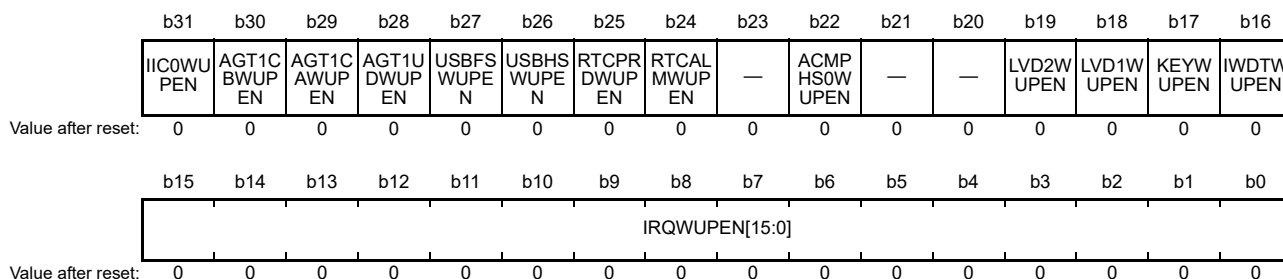 b31 b30 b29 b28 b27 b26 b25 b24 b23 b22 b21 b20 b19 b18 b17 b16
IIC0WU AGT1C AGT1C AGT1U USBFS USBHS RTCPR RTCAL — ACMP — — LVD2W LVD1W KEYW IWDTW
PEN BWUP AWUP DWUP WUPE WUPE DWUP MWUP HS0W UPEN UPEN UPEN UPEN
EN EN EN N N EN EN UPEN
Value after reset: 0 0 0 0 0 0 0 0 0 0 0 0 0 0 0 0
b15 b14 b13 b12 b11 b10 b9 b8 b7 b6 b5 b4 b3 b2 b1 b0
IRQWUPEN[15:0]
Value after reset: 0 0 0 0 0 0 0 0 0 0 0 0 0 0 0 0